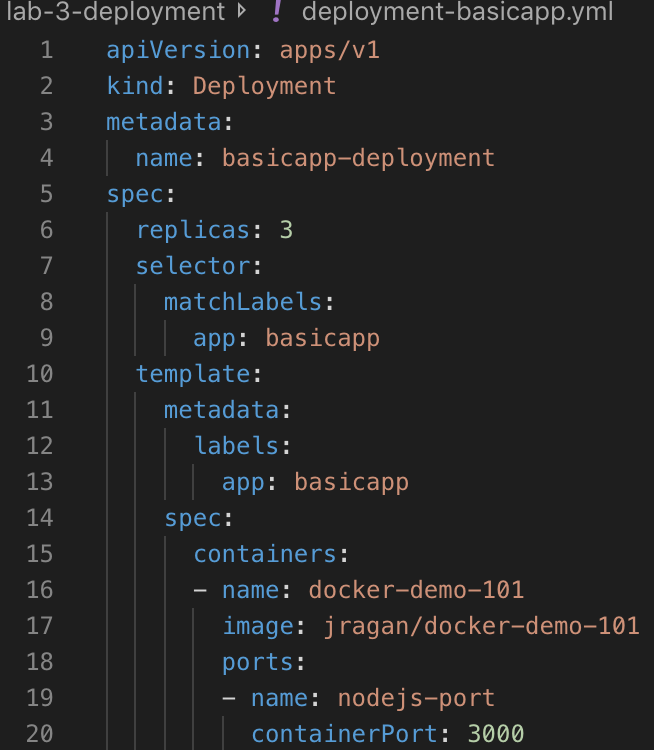 lab-3-deployment ▸ ! deployment-basicapp.yml
1 apiVersion: apps/v1
2 kind: Deployment
3 metadata:
4   name: basicapp-deployment
5 spec:
6   replicas: 3
7   selector:
8     matchLabels:
9       app: basicapp
10   template:
11     metadata:
12       labels:
13         app: basicapp
14     spec:
15       containers:
16       - name: docker-demo-101
17         image: jragan/docker-demo-101
18         ports:
19         - name: nodejs-port
20           containerPort: 3000